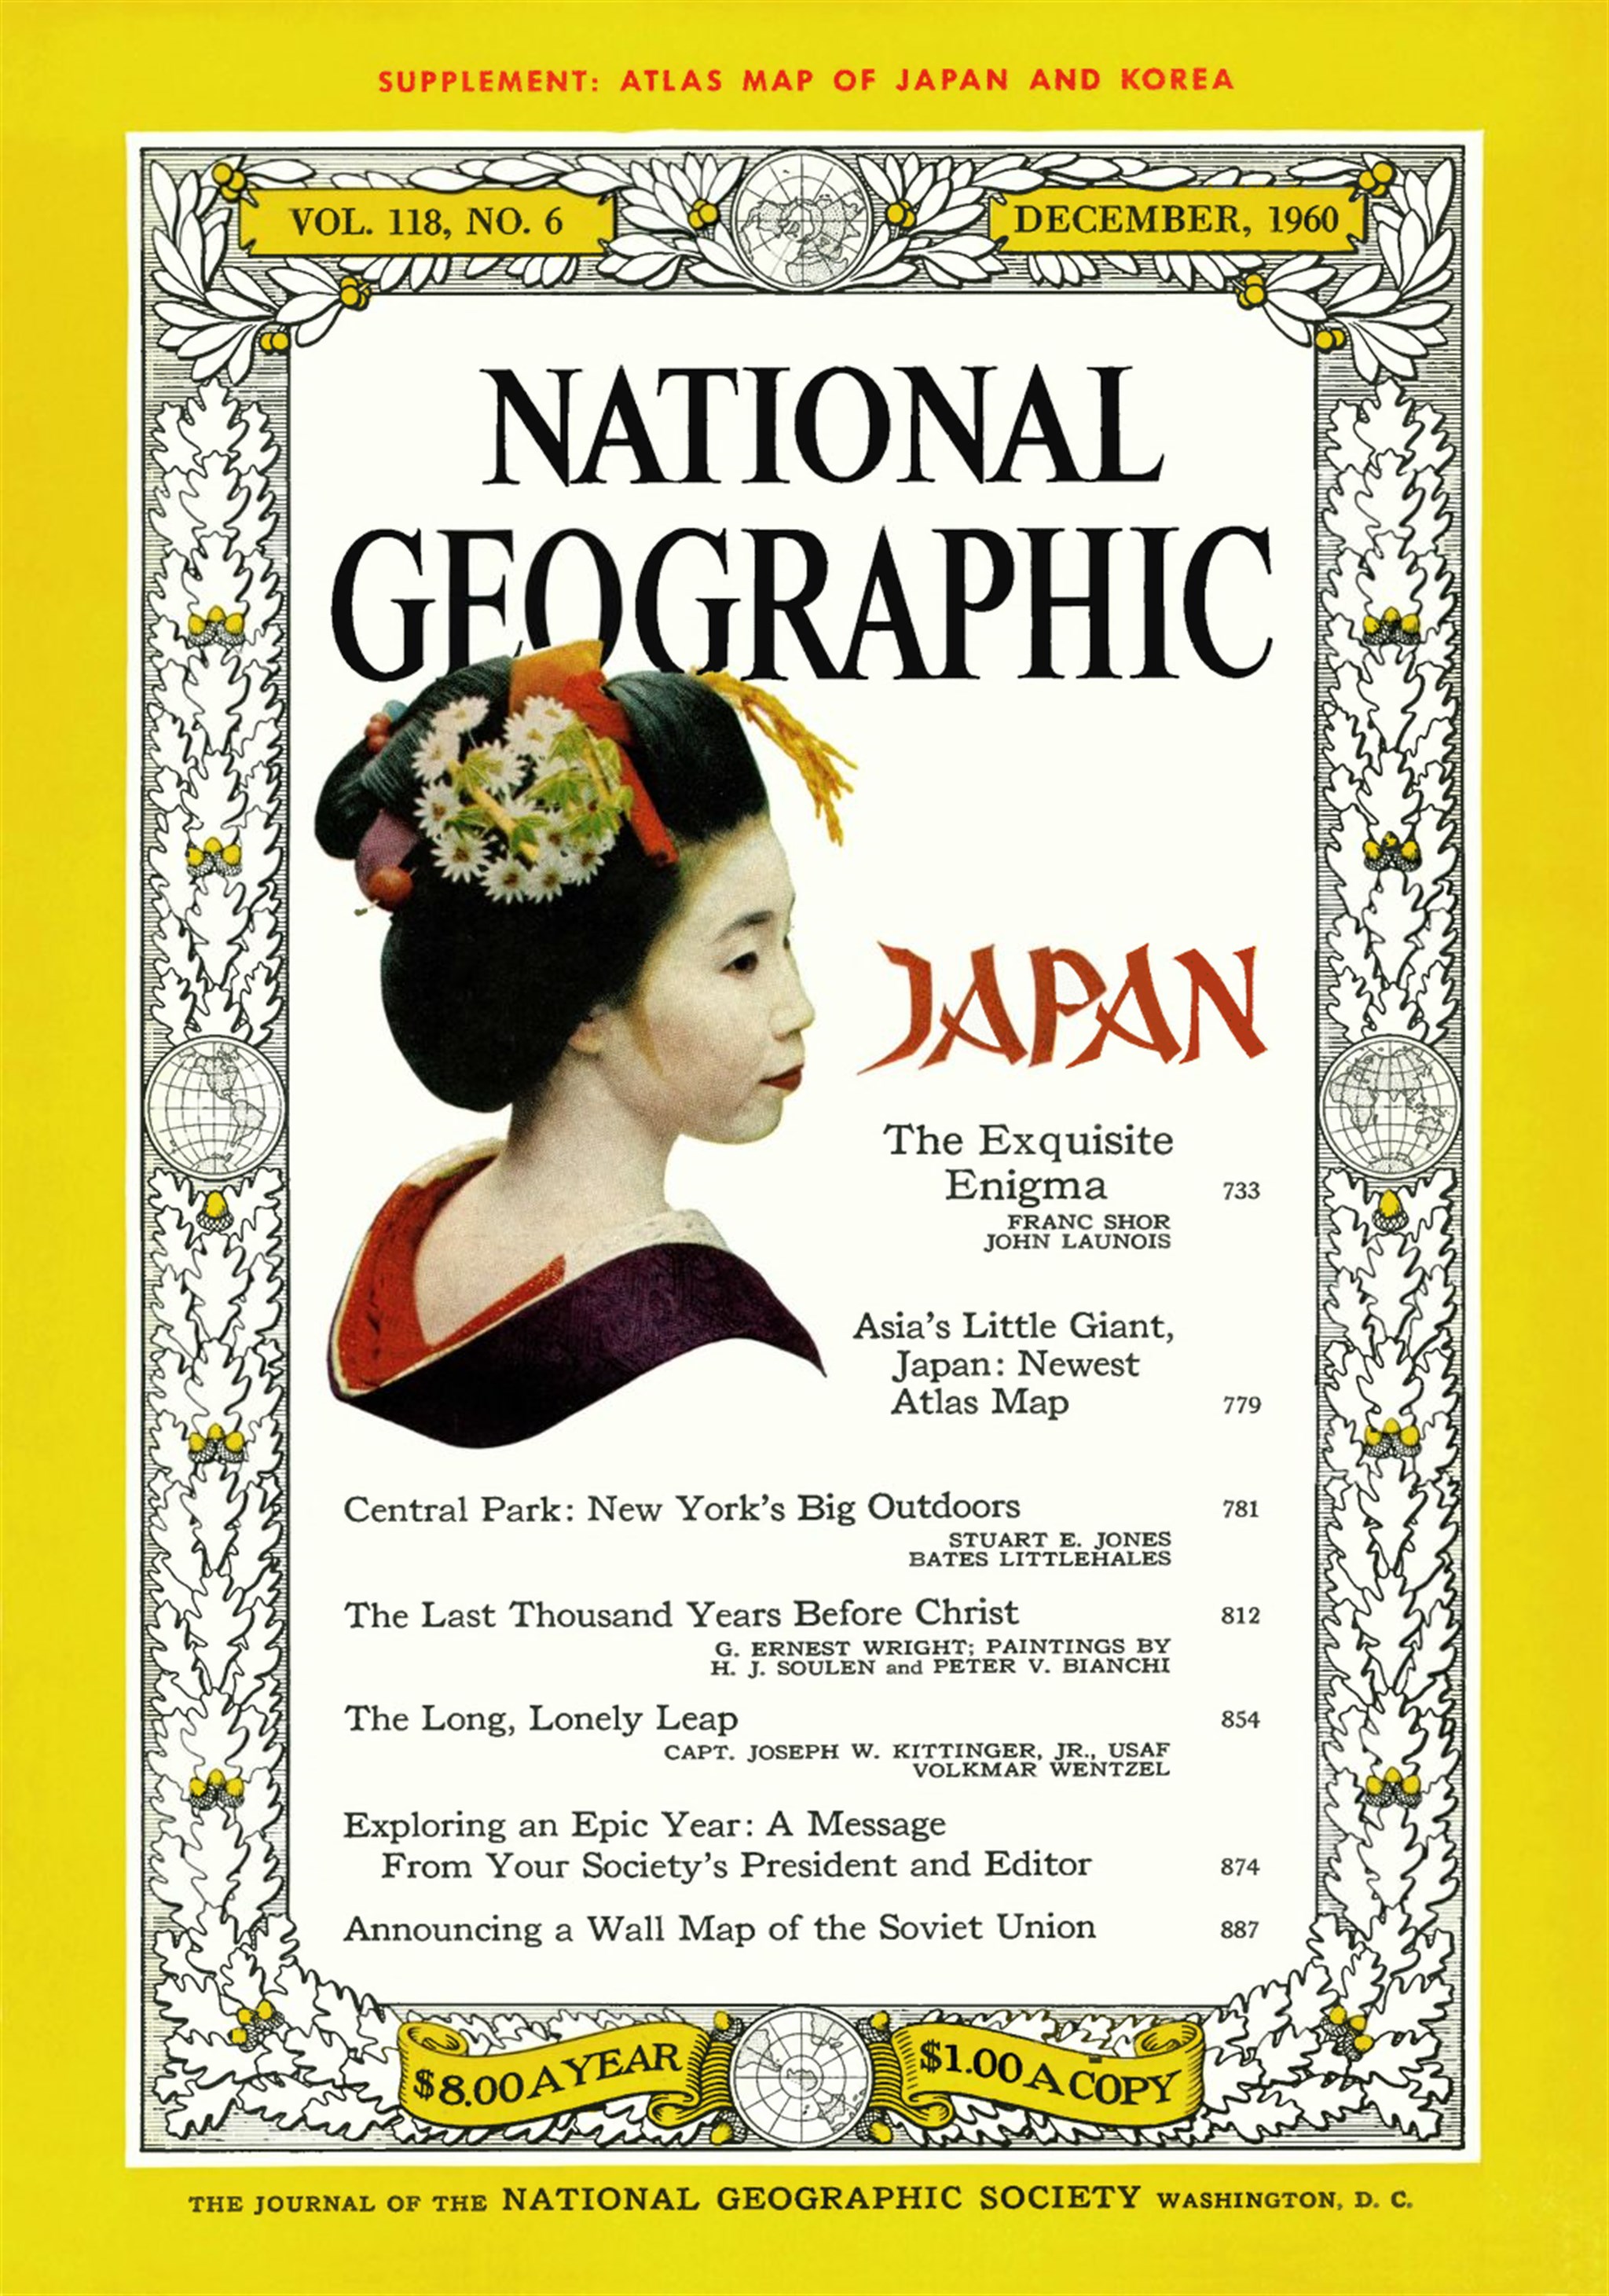 SUPPLEMENT: ATLAS MAP OF JAPAN AND KOREA
VOL. 118, NO. 6
DECEMBER, 1960
NATIONAL
GEOGRAPHIC
JAPAN
The Exquisite
Enigma 733
FRANC SHOR
JOHN LAUNOIS
Asia's Little Giant,
Japan: Newest
Atlas Map 779
Central Park: New York's Big Outdoors 781
STUART E. JONES
BATES LITTLEHALES
The Last Thousand Years Before Christ 812
G. ERNEST WRIGHT; PAINTINGS BY
H. J. SOULEN and PETER V. BIANCHI
The Long, Lonely Leap 854
CAPT. JOSEPH W. KITTINGER, JR., USAF
VOLKMAR WENTZEL
Exploring an Epic Year: A Message
From Your Society's President and Editor 874
Announcing a Wall Map of the Soviet Union 887
$8.00 A YEAR
$1.00 A COPY
THE JOURNAL OF THE NATIONAL GEOGRAPHIC SOCIETY WASHINGTON, D. C.